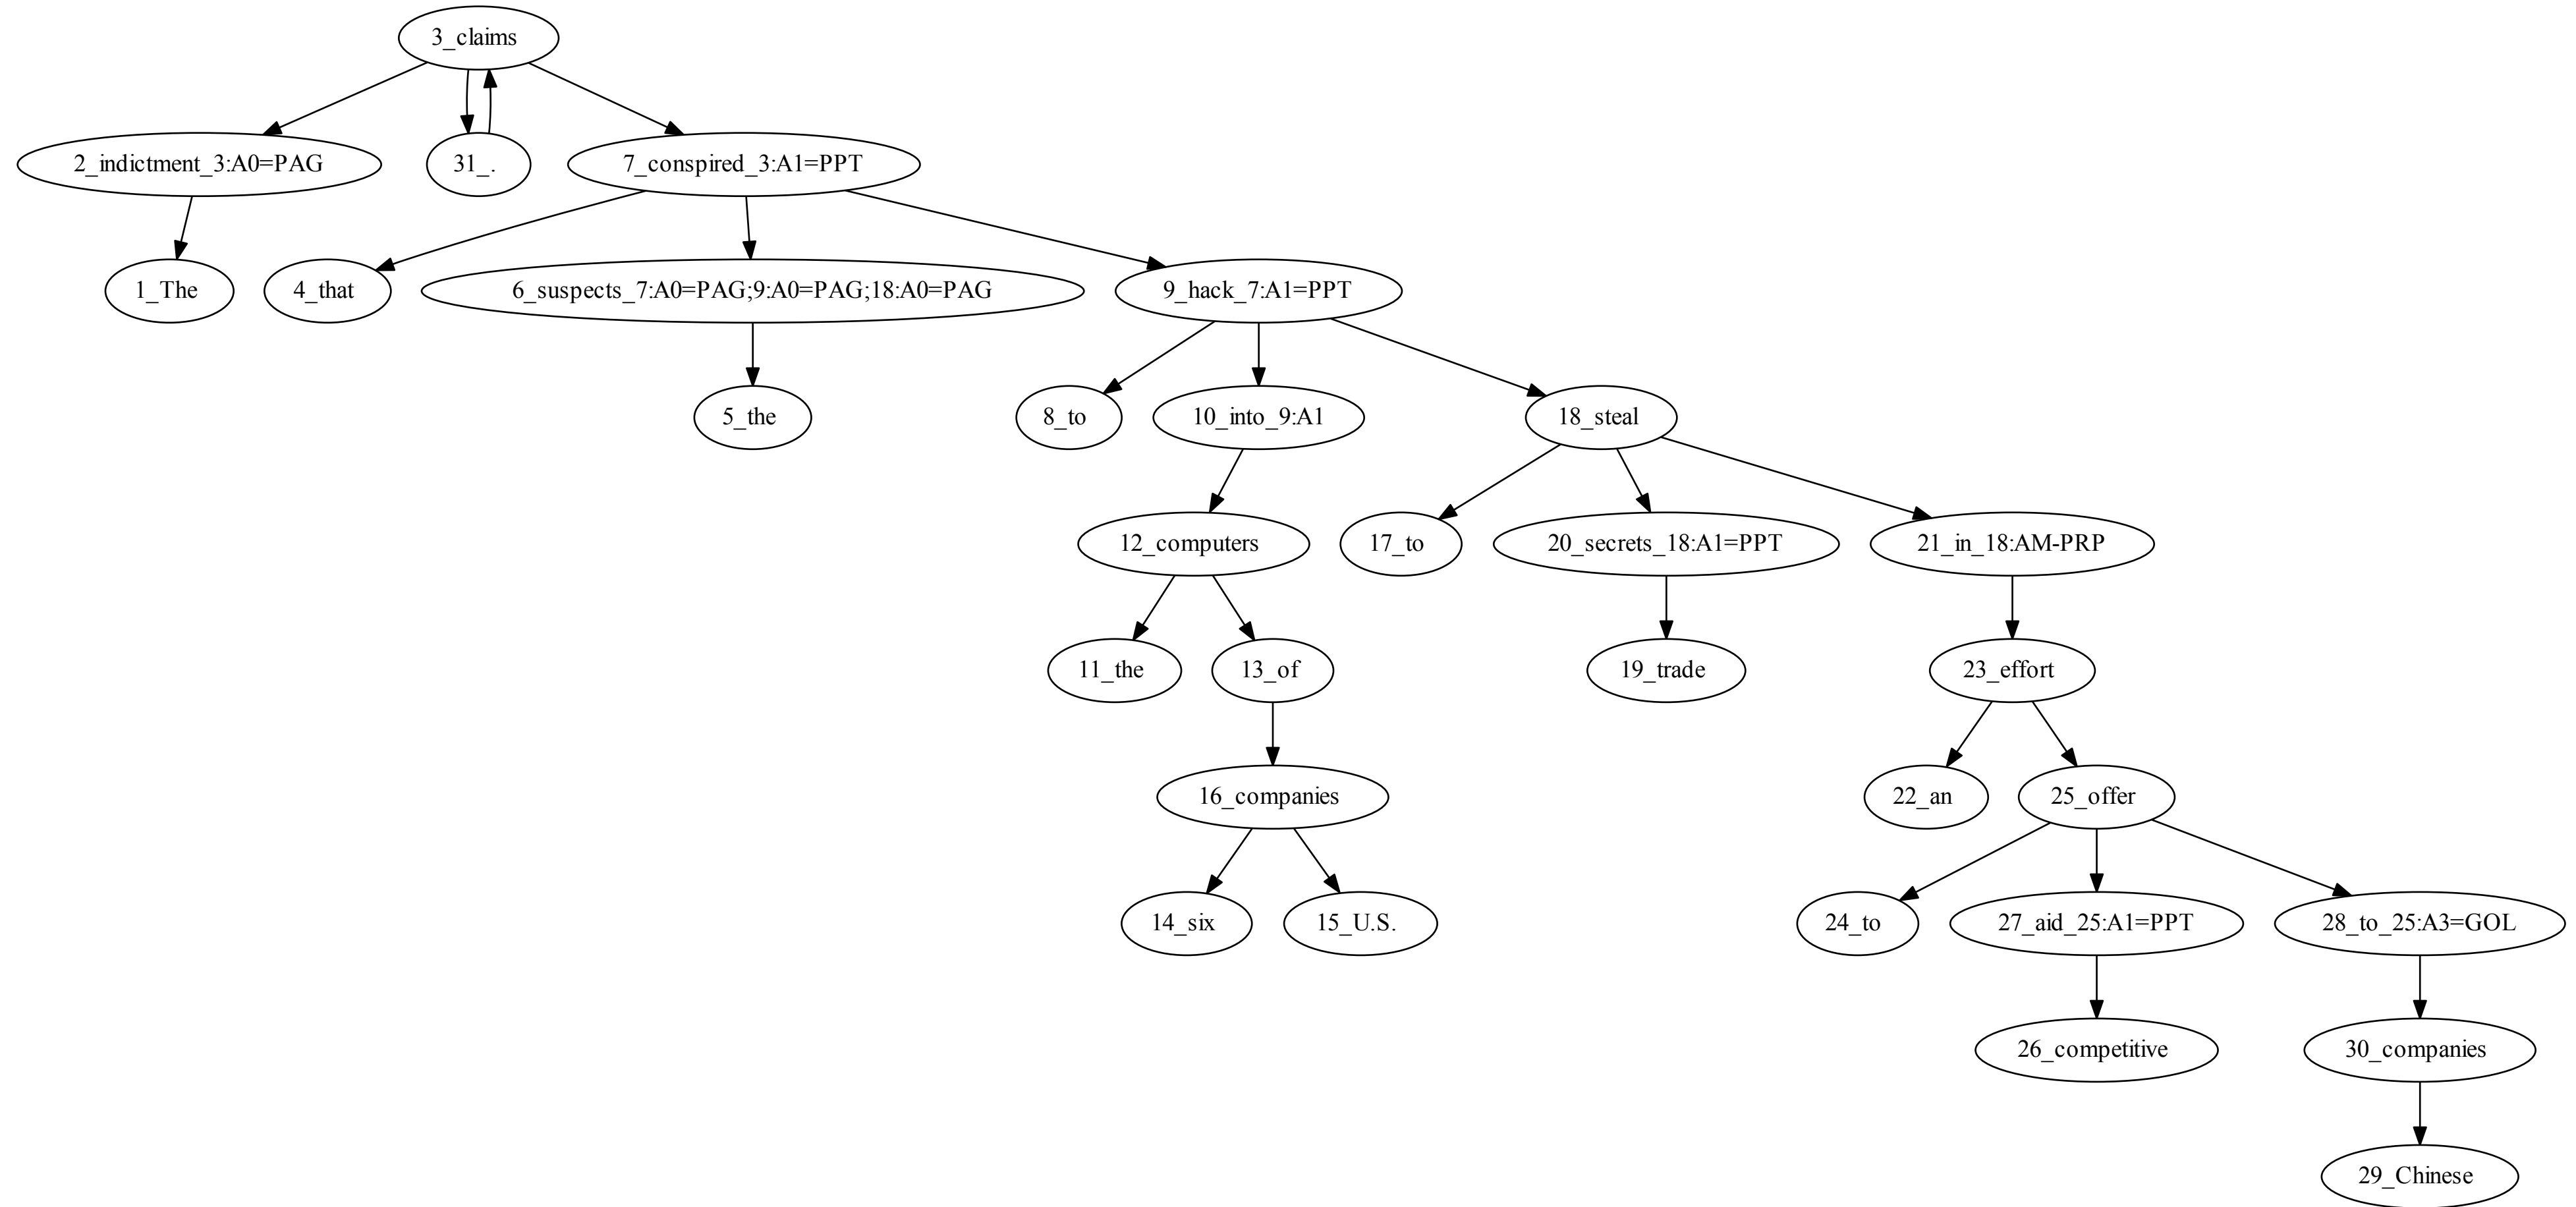 3_claims
2_indictment_3:A0=PAG
31_.
7_conspired_3:A1=PPT
1_The
4_that
6_suspects_7:A0=PAG;9:A0=PAG;18:A0=PAG
9_hack_7:A1=PPT
5_the
8_to
10_into_9:A1
18_steal
12_computers
17_to
20_secrets_18:A1=PPT
21_in_18:AM-PRP
11_the
13_of
19_trade
23_effort
16_companies
22_an
25_offer
14_six
15_U.S.
24_to
27_aid_25:A1=PPT
28_to_25:A3=GOL
26_competitive
30_companies
29_Chinese